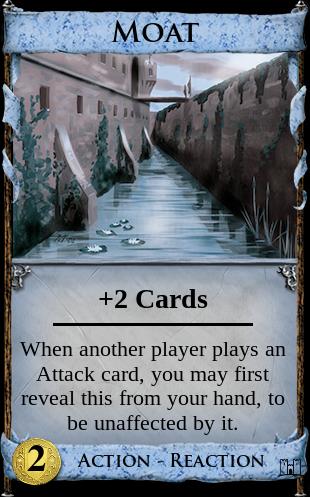 MOAT
+2 Cards
When another player plays an
Attack card, you may first
reveal this from your hand, to
be unaffected by it.
2 ACTION - REACTION